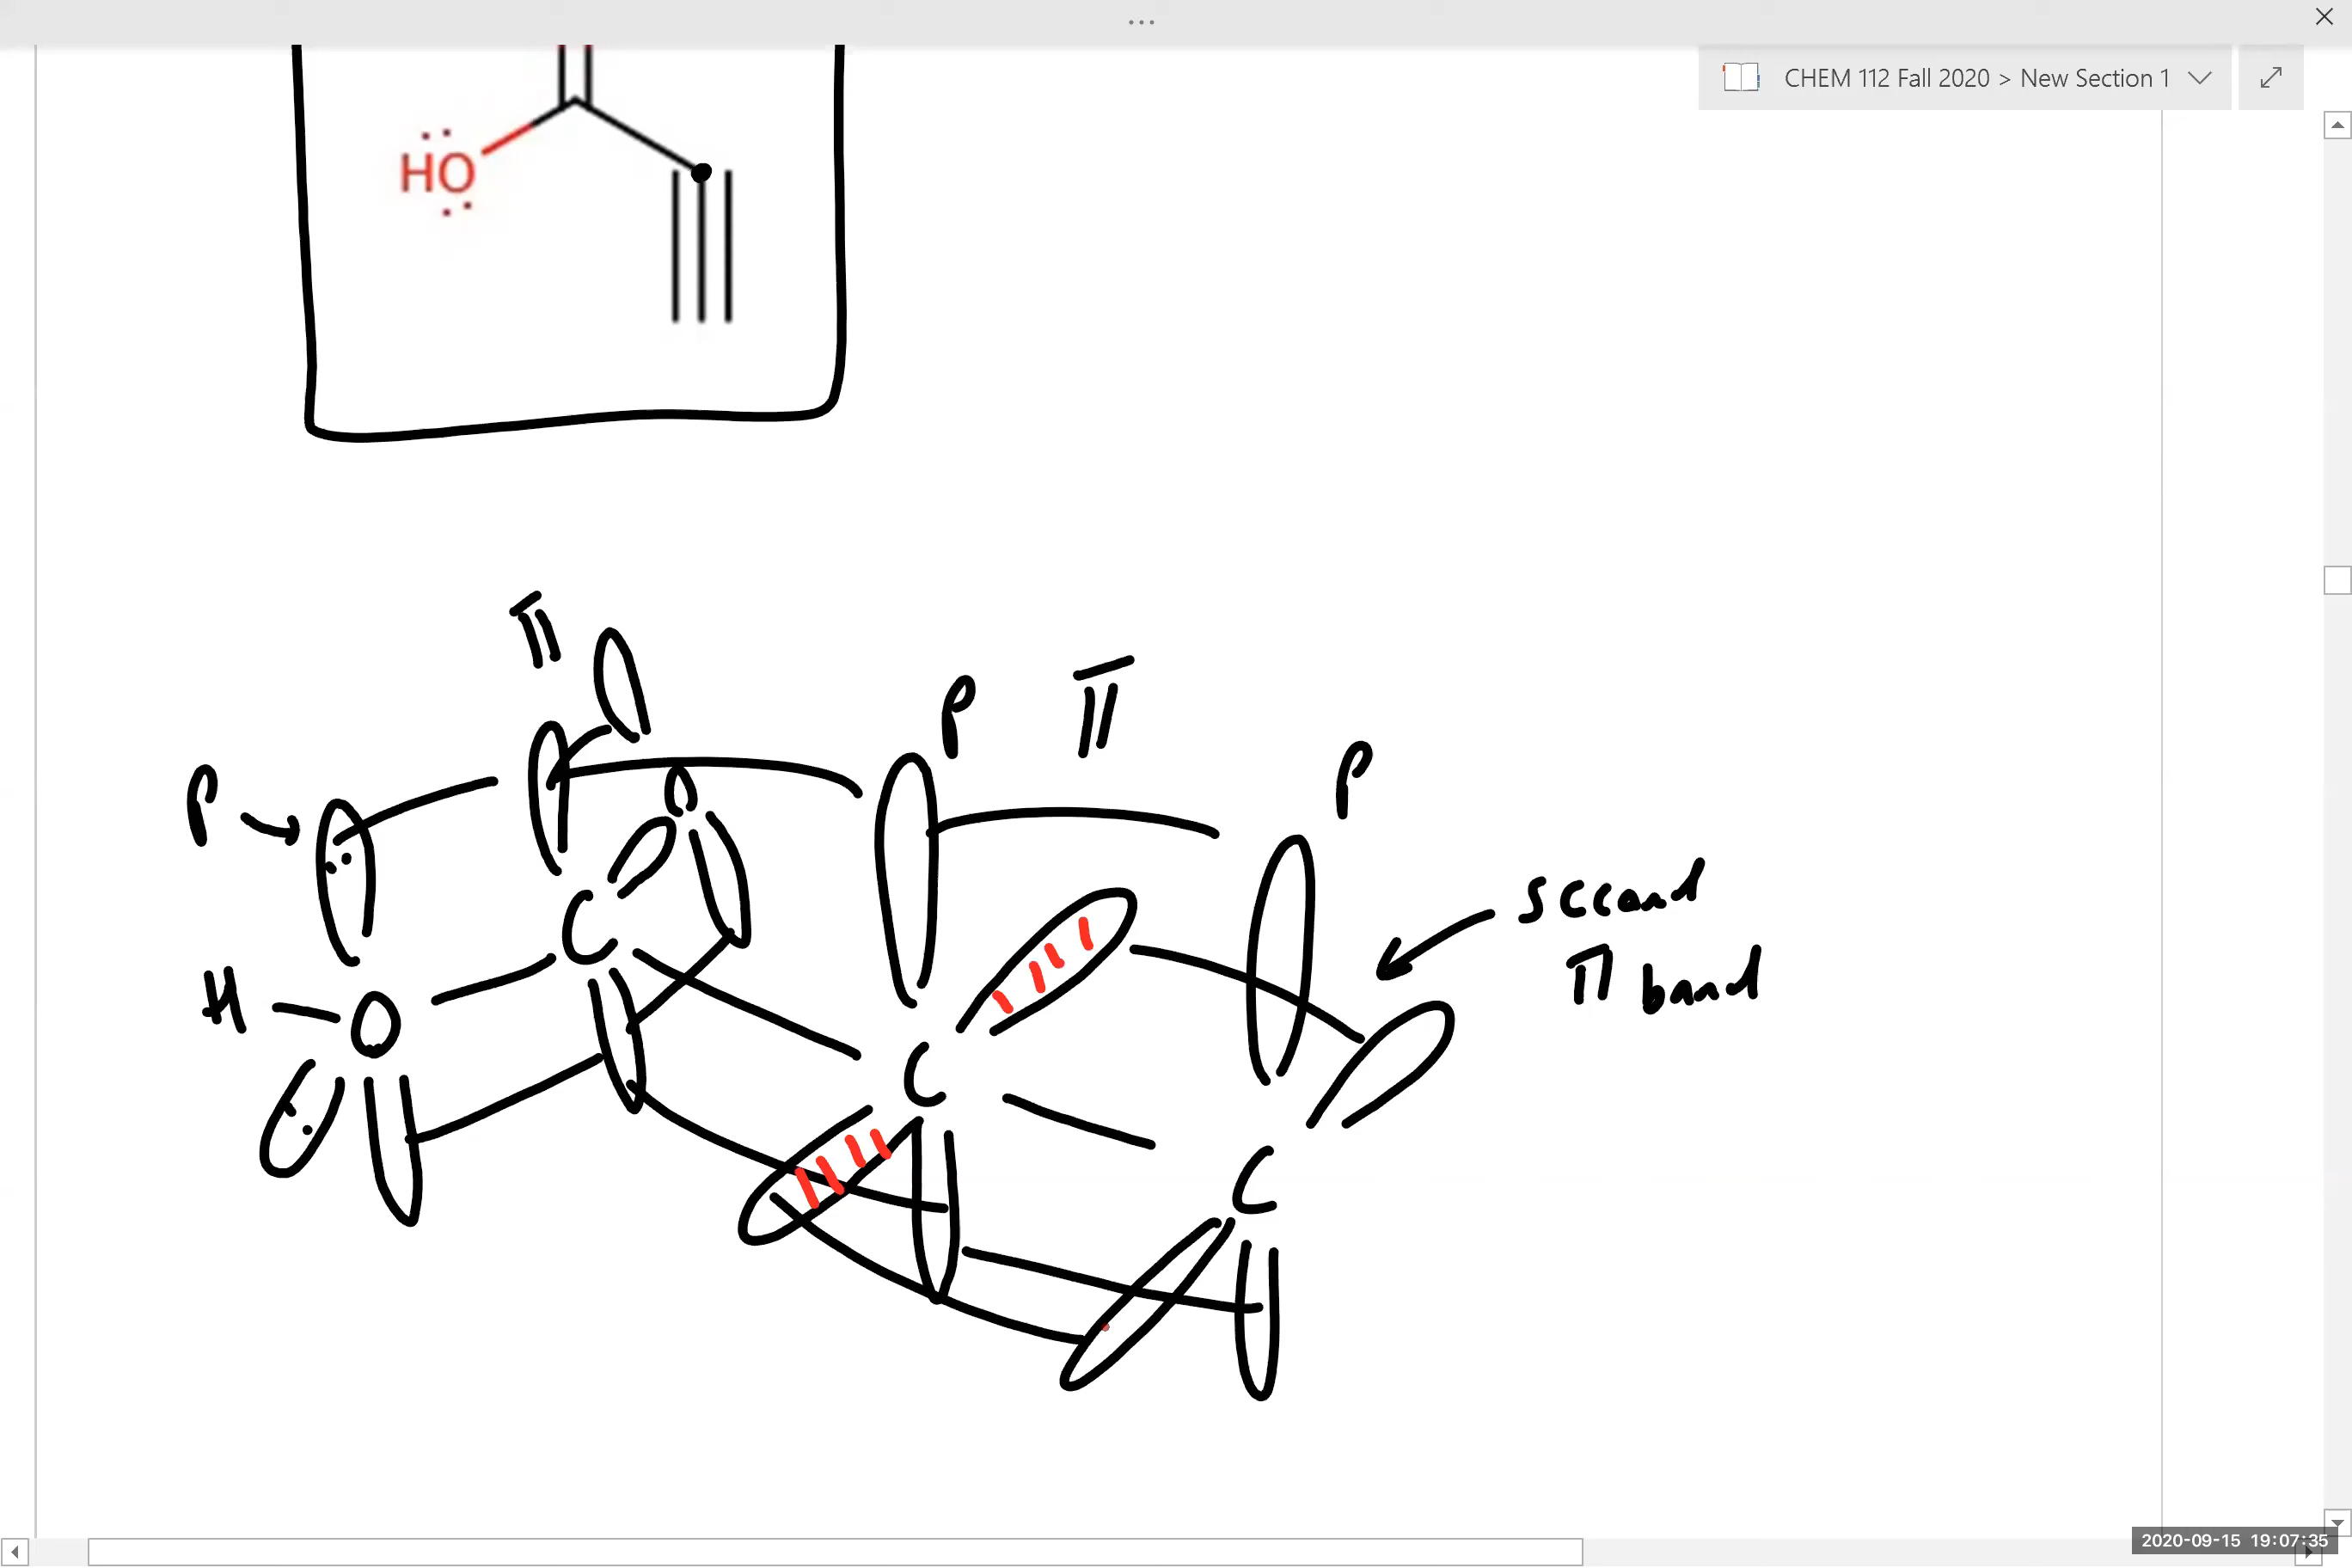 ...
CHEM 112 Fall 2020 > New Section 1
HO
π
P
π
P
P
second
π bond
O
C
H
O
C
C
2020-09-15 19:07:35